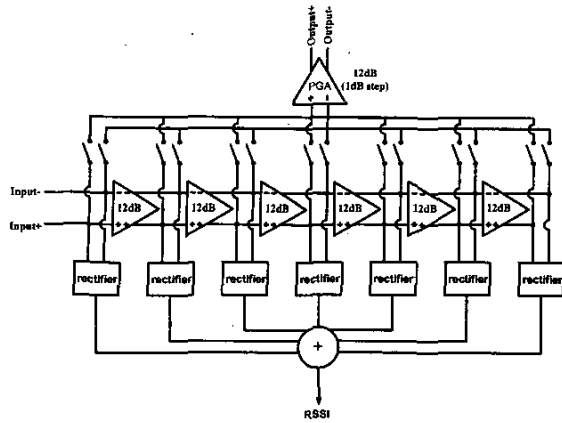 Output+
Output-
12dB
(1dB step)
PGA
Input-
Input+
12dB
12dB
12dB
12dB
12dB
12dB
rectifier
rectifier
rectifier
rectifier
rectifier
rectifier
rectifier
+
RSSI